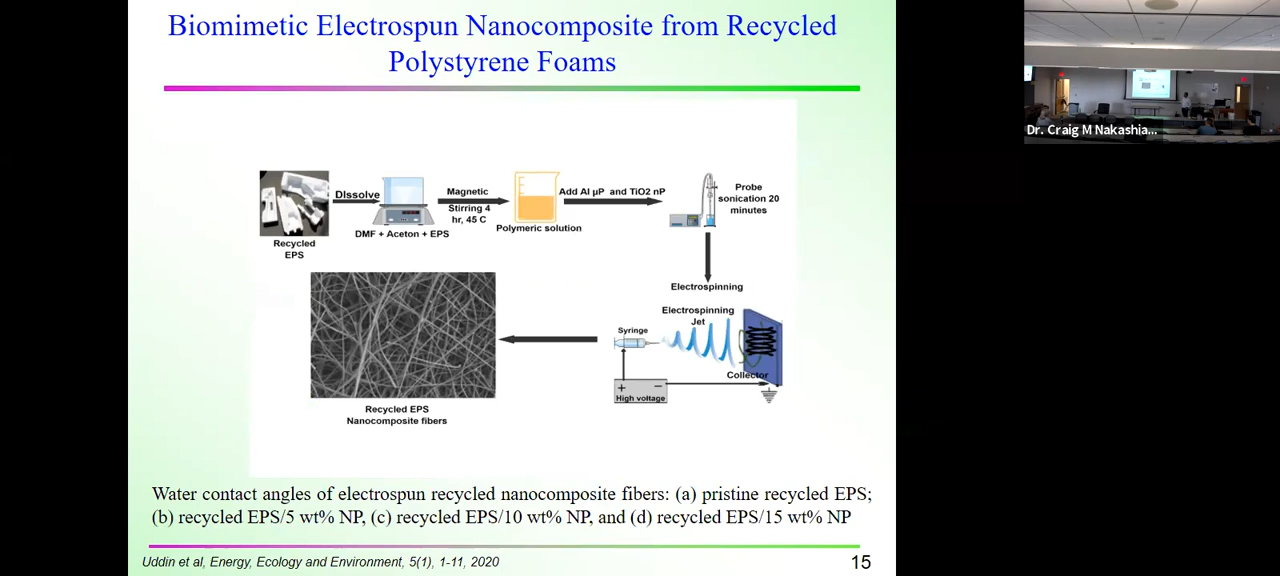 Biomimetic Electrospun Nanocomposite from Recycled
Polystyrene Foams
Dr. Craig M Nakashia...
DIssolve
Magnetic
Stirring 4
hr, 45 C
Add Al µP and TiO2 nP
Probe
sonication 20
minutes
Recycled
EPS
DMF + Aceton + EPS
Polymeric solution
Electrospinning
Electrospinning
Jet
Syringe
Collector
+ −
High voltage
Recycled EPS
Nanocomposite fibers
Water contact angles of electrospun recycled nanocomposite fibers: (a) pristine recycled EPS;
(b) recycled EPS/5 wt% NP, (c) recycled EPS/10 wt% NP, and (d) recycled EPS/15 wt% NP
Uddin et al, Energy, Ecology and Environment, 5(1), 1-11, 2020
15